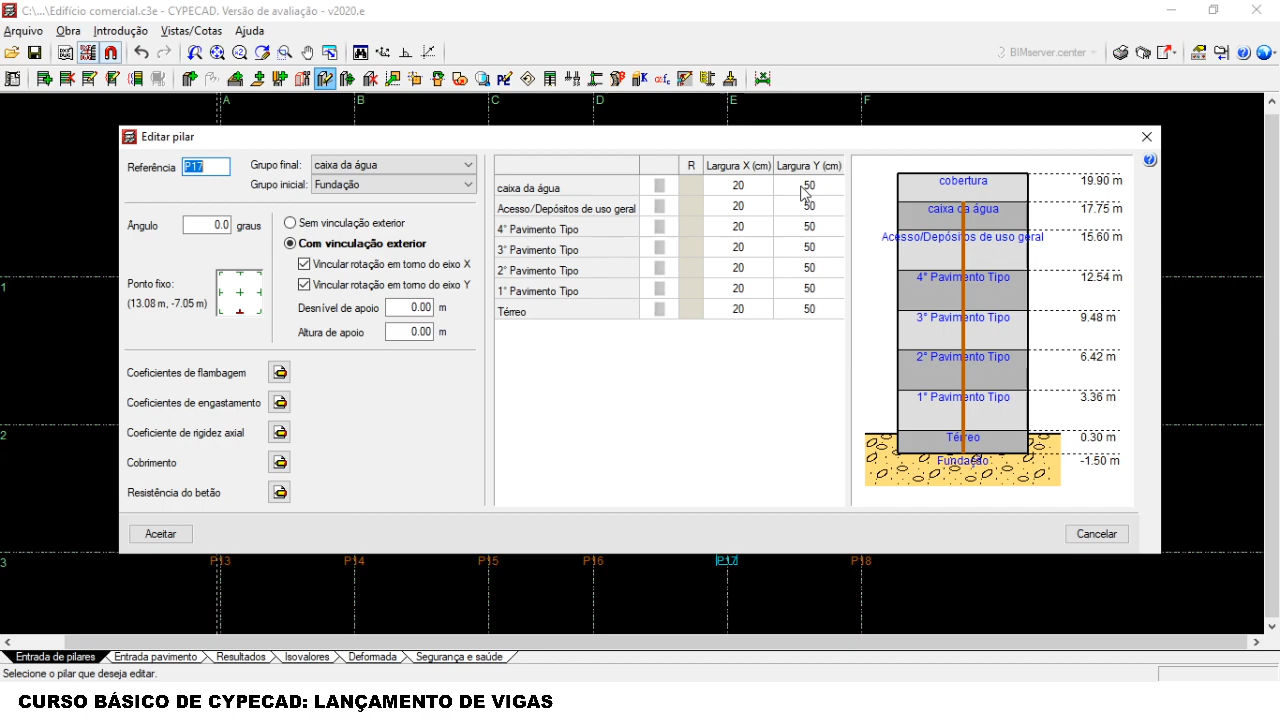 C:\...\Edifício comercial.c3e - CYPECAD. Versão de avaliação - v2020.e
Arquivo Obra Introdução Vistas/Cotas Ajuda
BIMserver.center
A B C D E F
Editar pilar
Referência P17 Grupo final: caixa da água
Grupo inicial: Fundação
Ângulo 0.0 graus
Sem vinculação exterior
Com vinculação exterior
Vincular rotação em torno do eixo X
Vincular rotação em torno do eixo Y
Ponto fixo:
(13.08 m, -7.05 m)
Desnível de apoio 0.00 m
Altura de apoio 0.00 m
Coeficientes de flambagem
Coeficientes de engastamento
Coeficiente de rigidez axial
Cobrimento
Resistência do betão
R Largura X (cm) Largura Y (cm)
caixa da água 20 50
Acesso/Depósitos de uso geral 20 50
4° Pavimento Tipo 20 50
3° Pavimento Tipo 20 50
2° Pavimento Tipo 20 50
1° Pavimento Tipo 20 50
Térreo 20 50
cobertura 19.90 m
caixa da água 17.75 m
Acesso/Depósitos de uso geral 15.60 m
4° Pavimento Tipo 12.54 m
3° Pavimento Tipo 9.48 m
2° Pavimento Tipo 6.42 m
1° Pavimento Tipo 3.36 m
Térreo 0.30 m
Fundação -1.50 m
Aceitar Cancelar
1
2
3
P13 P14 P15 P16 P17 P18
Entrada de pilares Entrada pavimento Resultados Isovalores Deformada Segurança e saúde
Selecione o pilar que deseja editar.
CURSO BÁSICO DE CYPECAD: LANÇAMENTO DE VIGAS